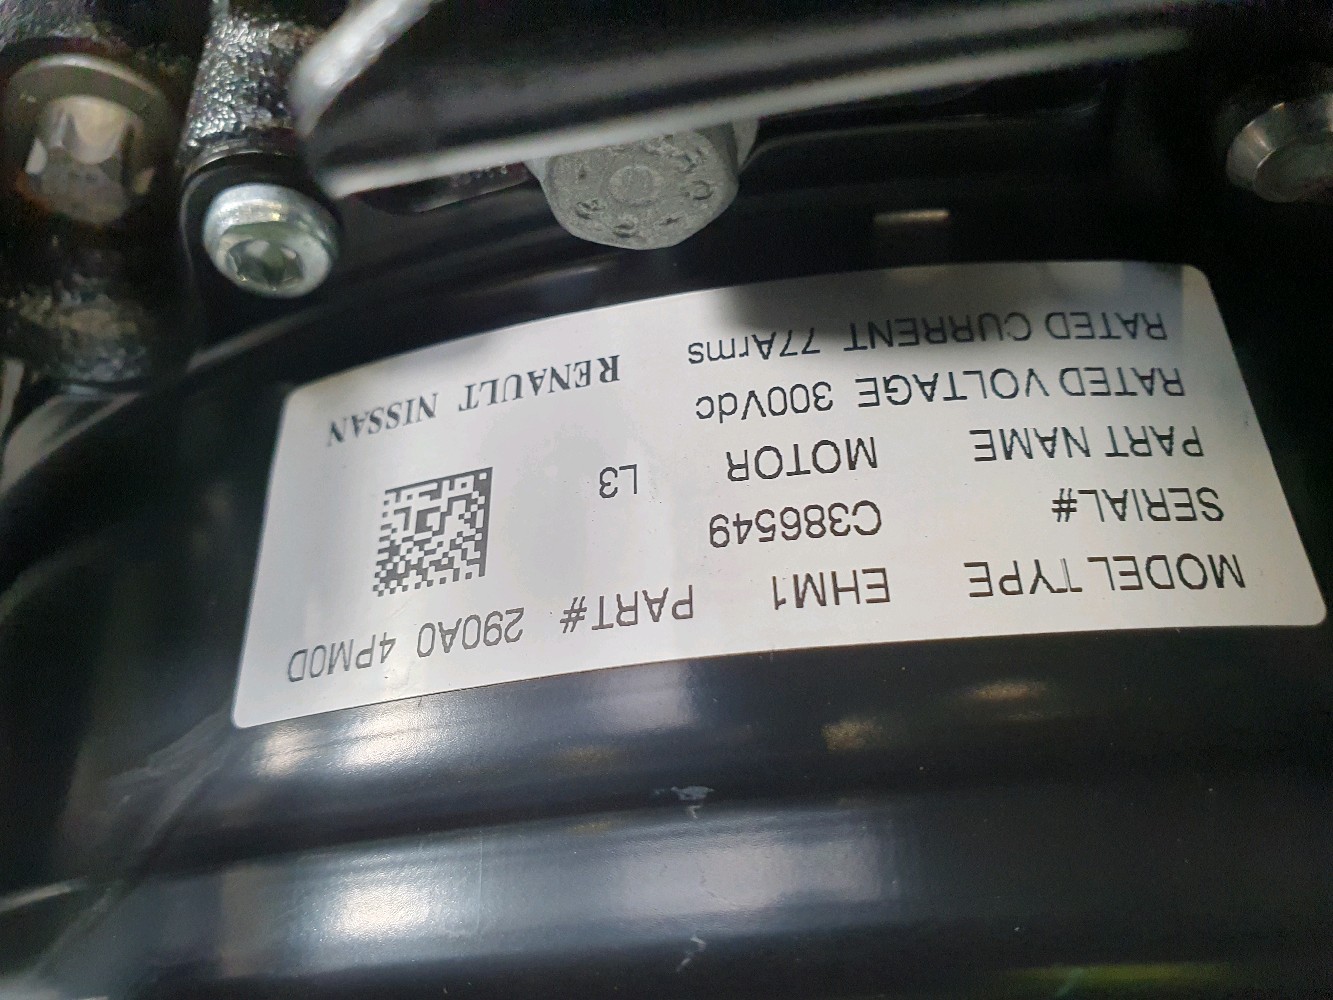 MODEL TYPE EHM1 PART# 290A0 4PM0D
SERIAL# C386549
PART NAME MOTOR L3
RATED VOLTAGE 300Vdc
RATED CURRENT 77Arms RENAULT NISSAN